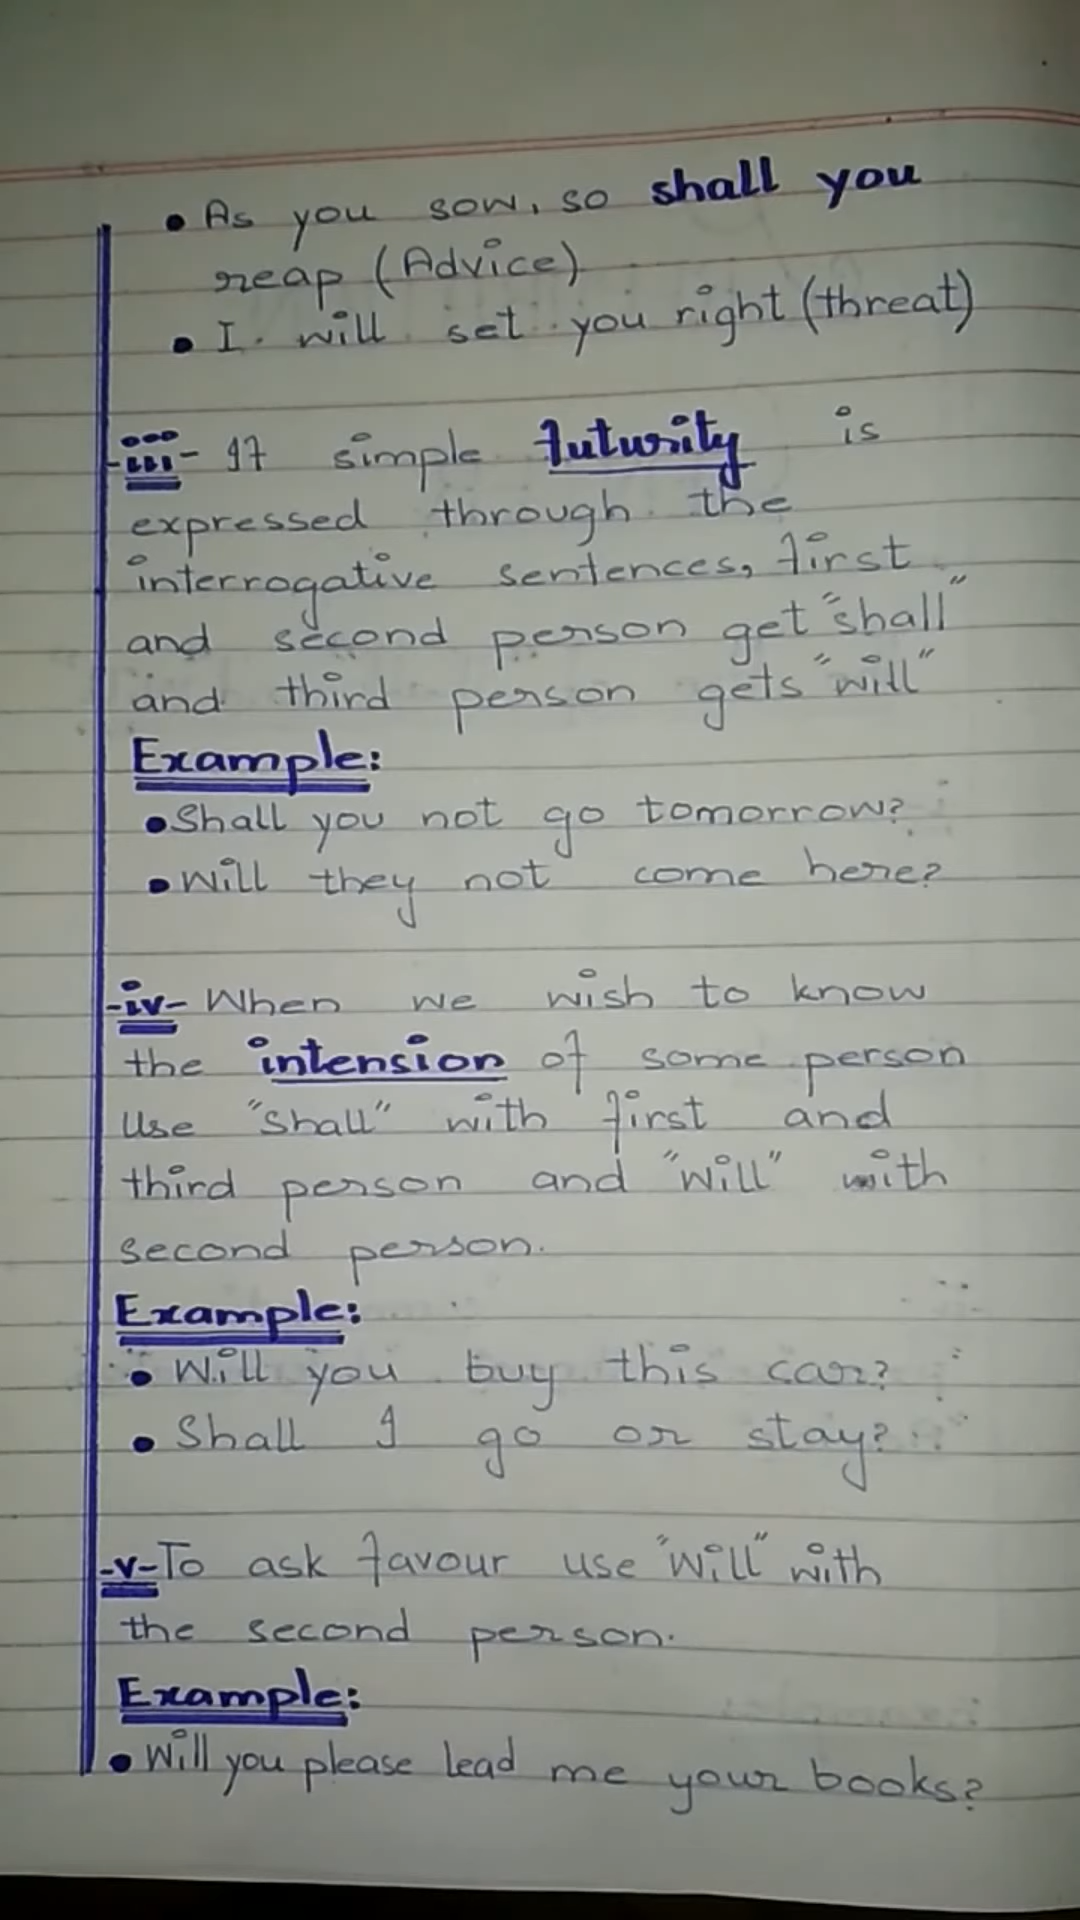 • As you sow, so shall you
reap (Advice)
• I will set you right (threat)
-iii- If simple futurity is
expressed through the
interrogative sentences, first
and second person get "shall"
and third person gets "will"
Example:
• Shall you not go tomorrow?
• Will they not come here?
-iv- When we wish to know
the intension of some person
Use "Shall" with first and
third person and "will" with
second person.
Example:
• Will you buy this car?
• Shall I go or stay?
-v- To ask favour use "Will" with
the second person.
Example:
• Will you please lead me your books?